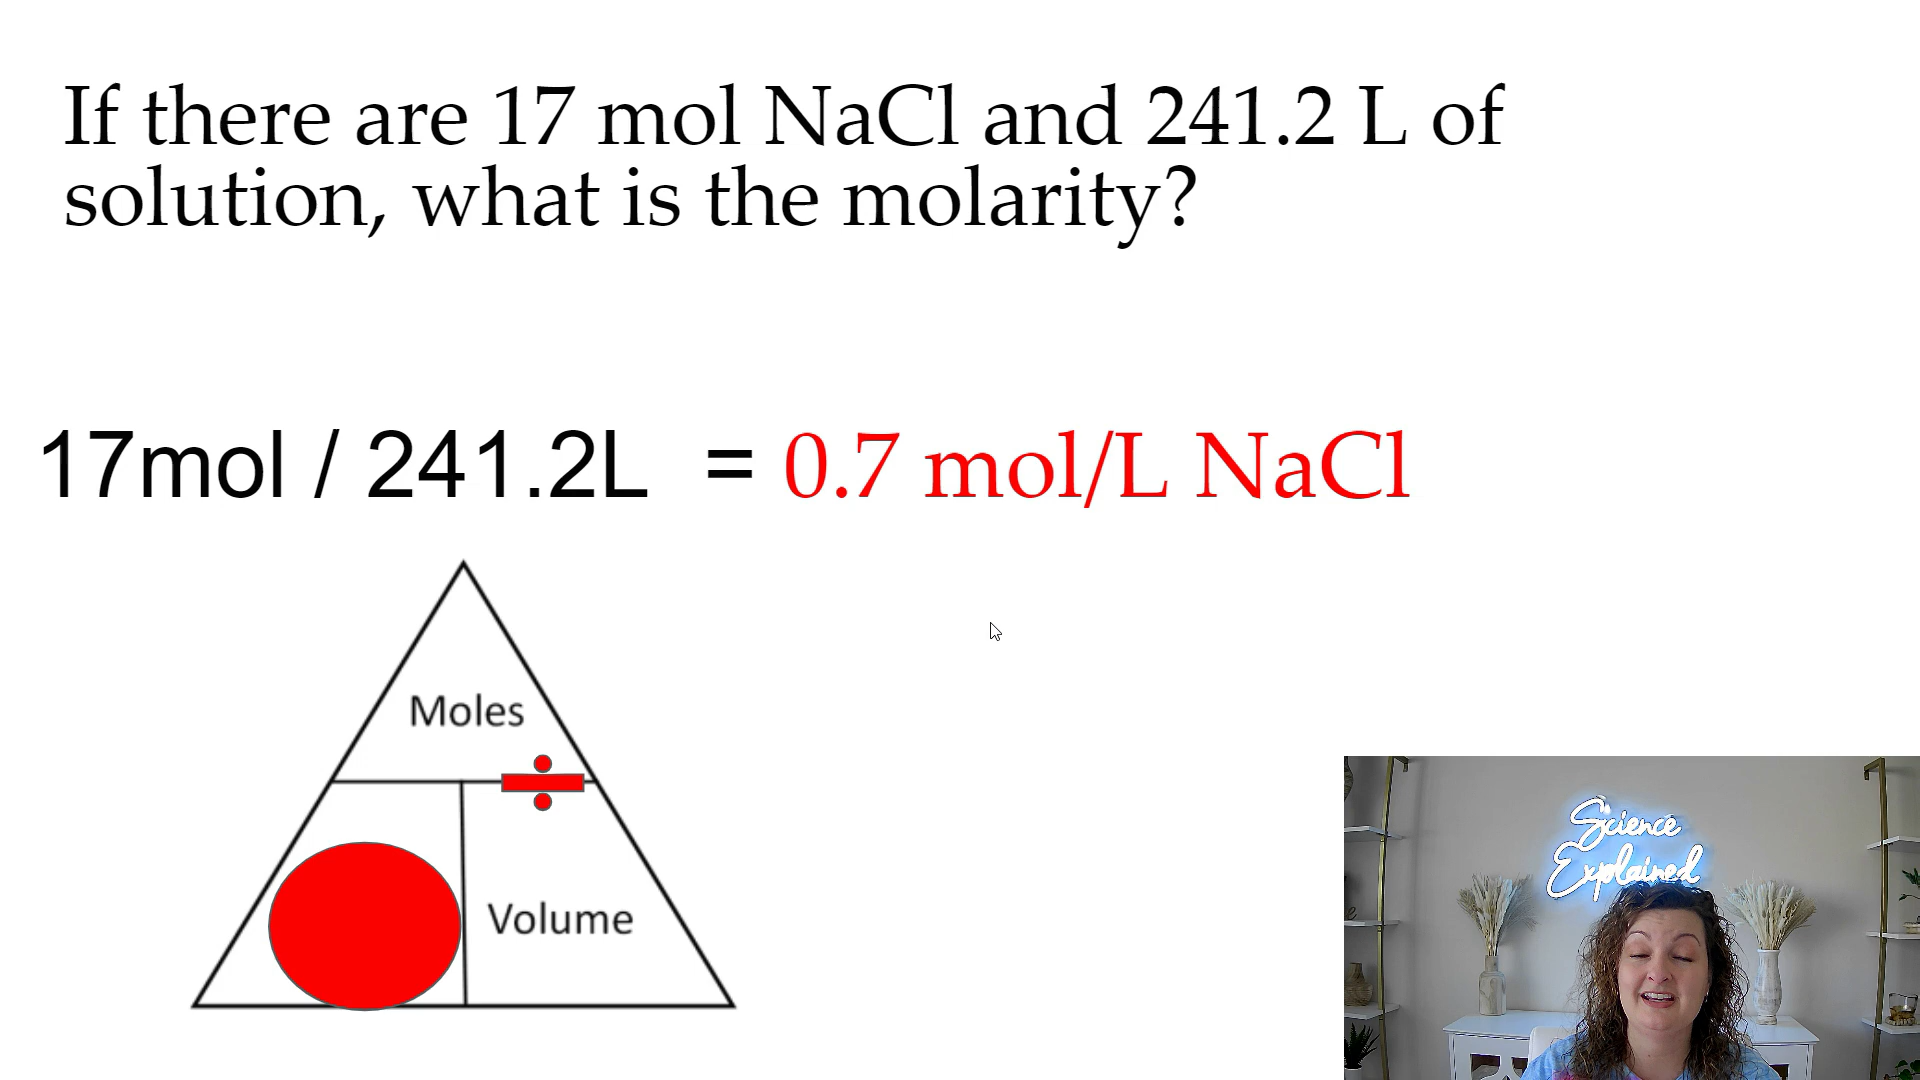 If there are 17 mol NaCl and 241.2 L of
solution, what is the molarity?
17mol / 241.2L = 0.7 mol/L NaCl
Moles
÷
Volume
Science
Explained